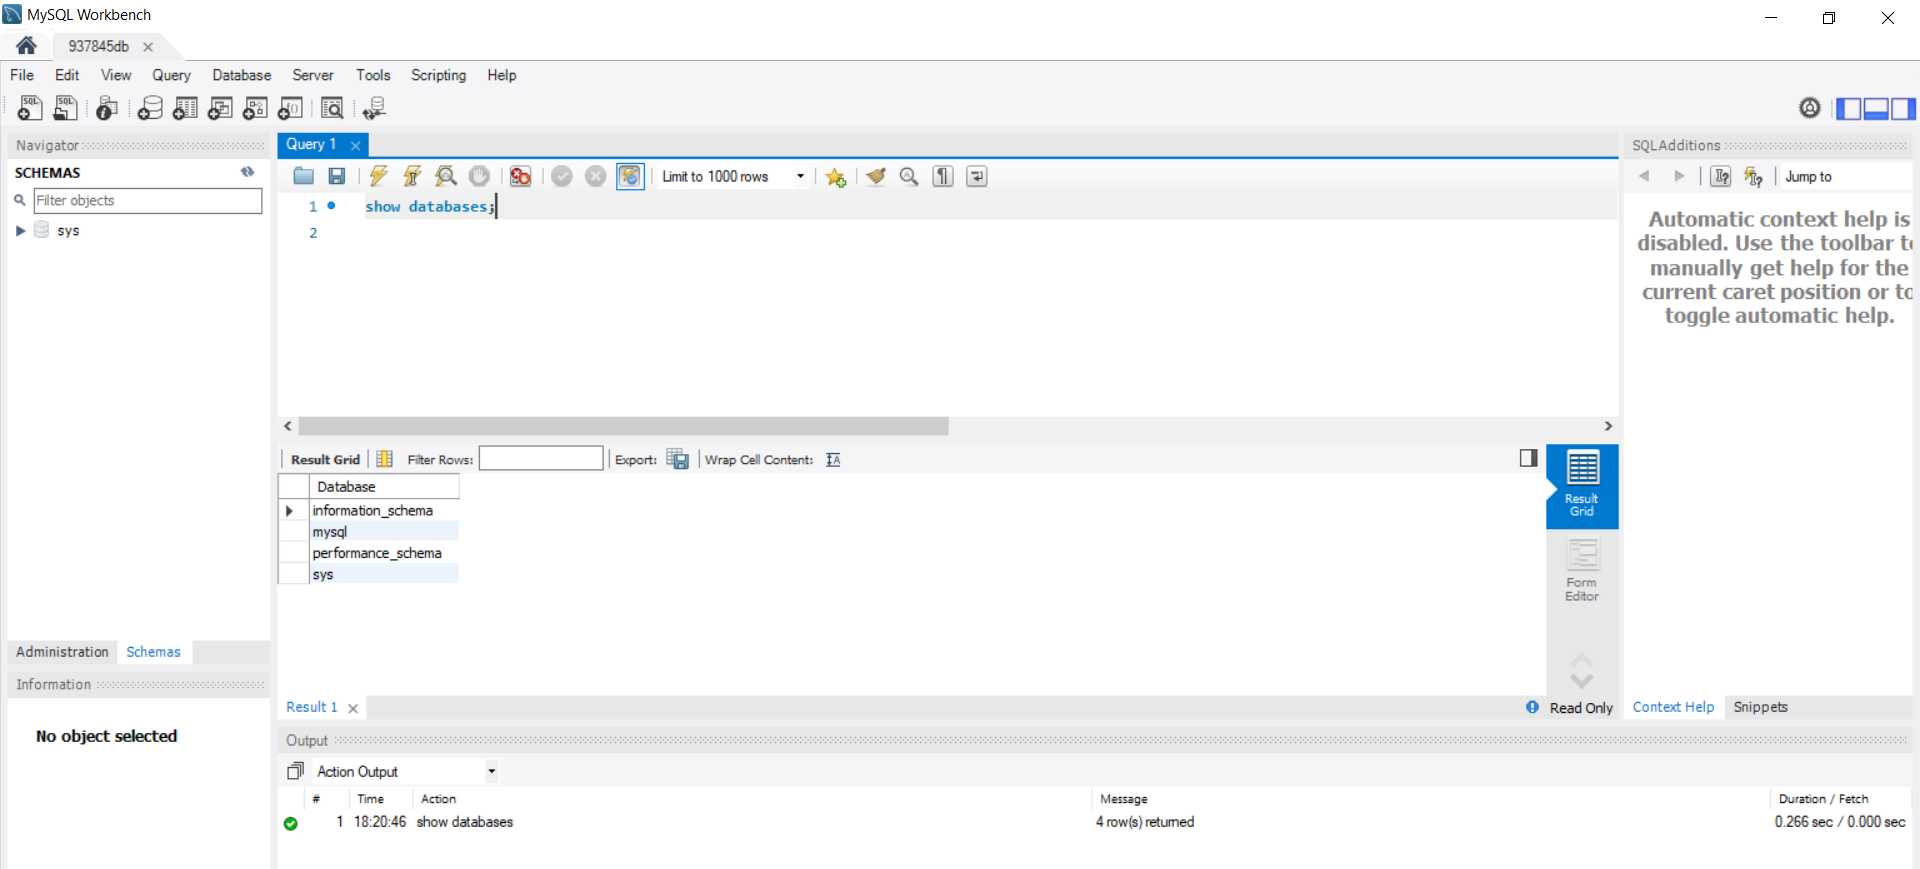 MySQL Workbench
937845db
File Edit View Query Database Server Tools Scripting Help
Navigator
SCHEMAS
Filter objects
sys
Administration Schemas
Information
No object selected
Query 1
Limit to 1000 rows
1 show databases;
2
Result Grid Filter Rows: Export: Wrap Cell Content:
Database
information_schema
mysql
performance_schema
sys
Result
Grid
Form
Editor
Result 1
Read Only
SQLAdditions
Jump to
Automatic context help is
disabled. Use the toolbar to
manually get help for the
current caret position or to
toggle automatic help.
Context Help Snippets
Output
Action Output
# Time Action Message Duration / Fetch
1 18:20:46 show databases 4 row(s) returned 0.266 sec / 0.000 sec